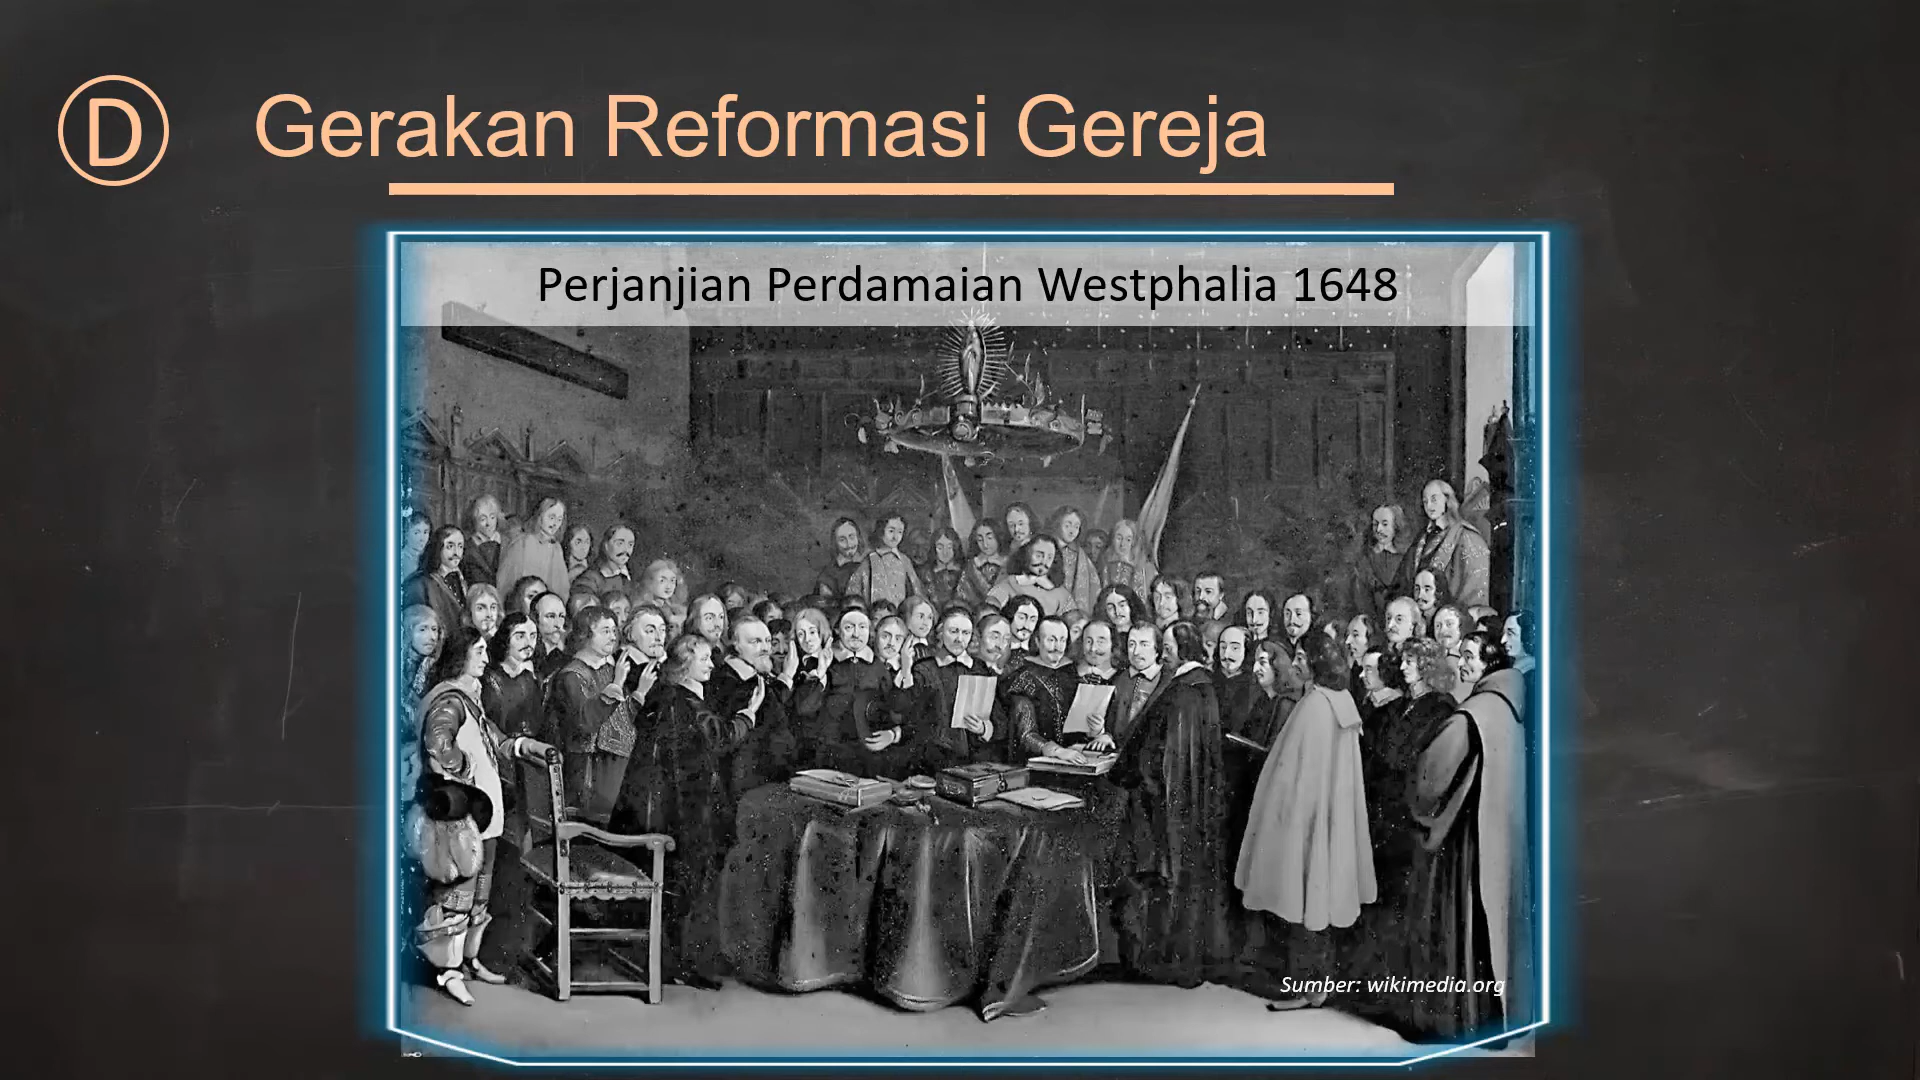 D Gerakan Reformasi Gereja
Perjanjian Perdamaian Westphalia 1648
Sumber: wikimedia.org